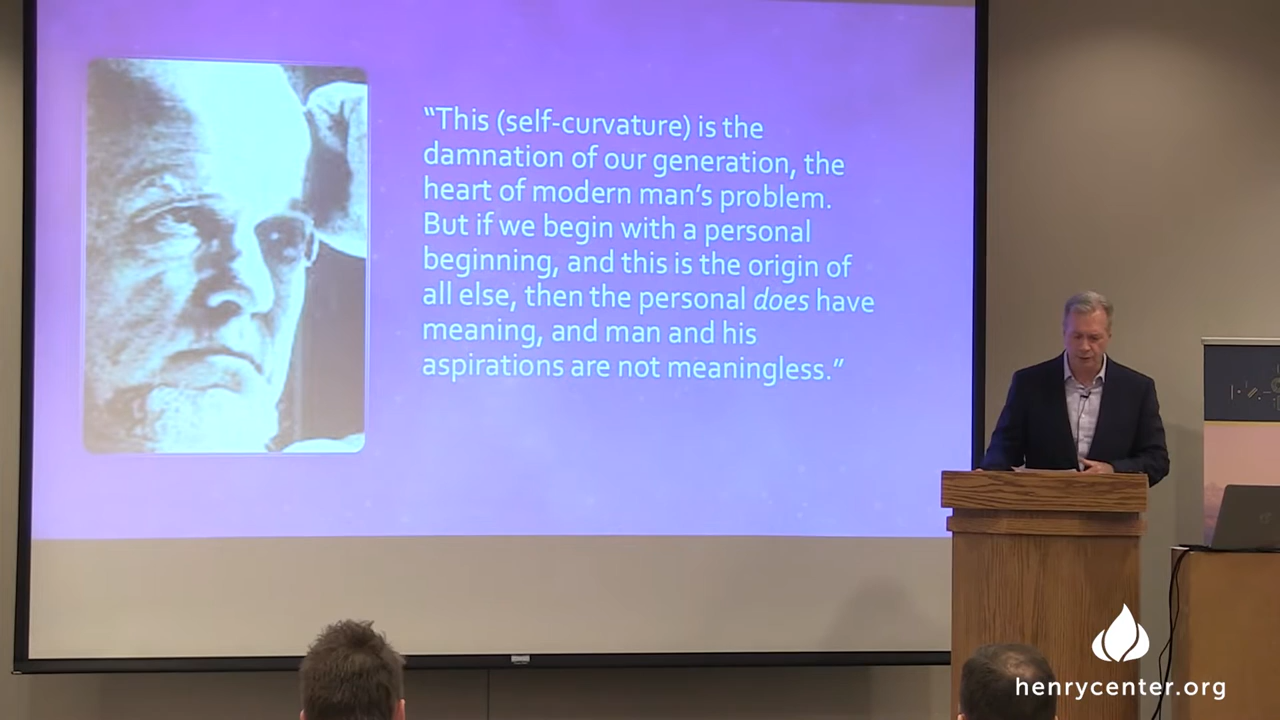 “This (self-curvature) is the
damnation of our generation, the
heart of modern man’s problem.
But if we begin with a personal
beginning, and this is the origin of
all else, then the personal does have
meaning, and man and his
aspirations are not meaningless.”
henrycenter.org